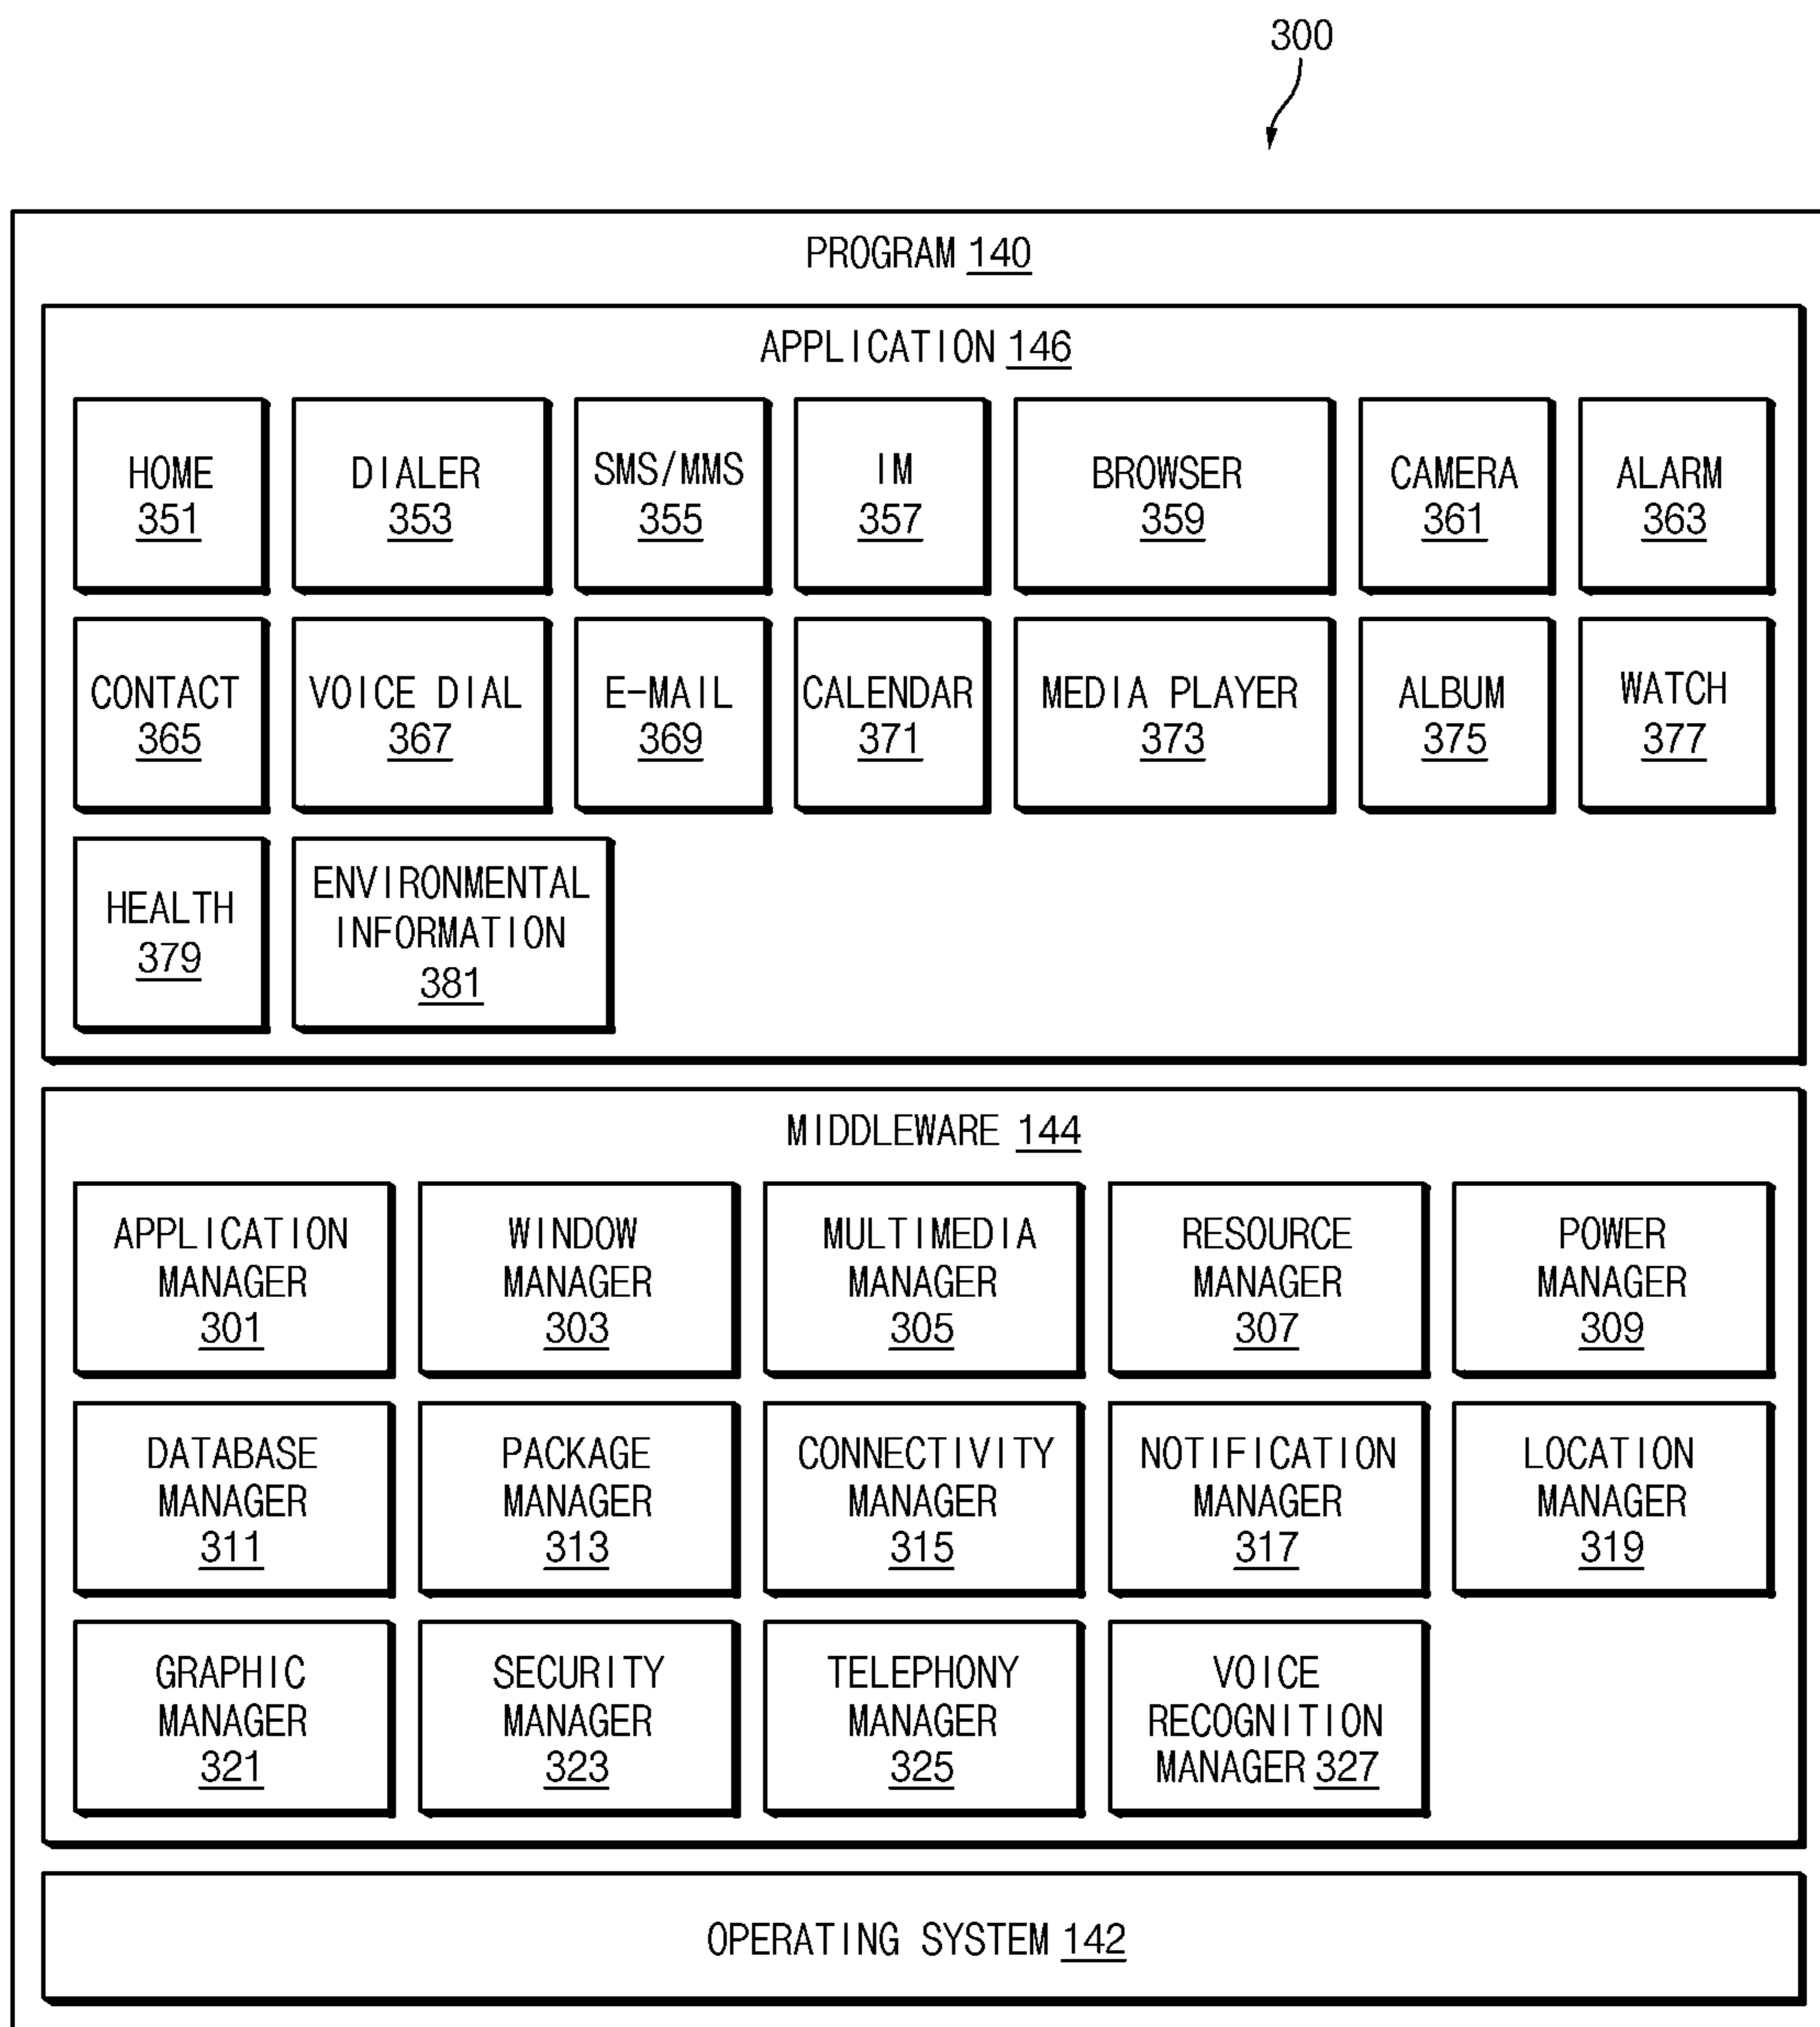 300
PROGRAM 140
APPLICATION 146
HOME
351
DIALER
353
SMS/MMS
355
IM
357
BROWSER
359
CAMERA
361
ALARM
363
CONTACT
365
VOICE DIAL
367
E-MAIL
369
CALENDAR
371
MEDIA PLAYER
373
ALBUM
375
WATCH
377
HEALTH
379
ENVIRONMENTAL
INFORMATION
381
MIDDLEWARE 144
APPLICATION
MANAGER
301
WINDOW
MANAGER
303
MULTIMEDIA
MANAGER
305
RESOURCE
MANAGER
307
POWER
MANAGER
309
DATABASE
MANAGER
311
PACKAGE
MANAGER
313
CONNECTIVITY
MANAGER
315
NOTIFICATION
MANAGER
317
LOCATION
MANAGER
319
GRAPHIC
MANAGER
321
SECURITY
MANAGER
323
TELEPHONY
MANAGER
325
VOICE
RECOGNITION
MANAGER 327
OPERATING SYSTEM 142